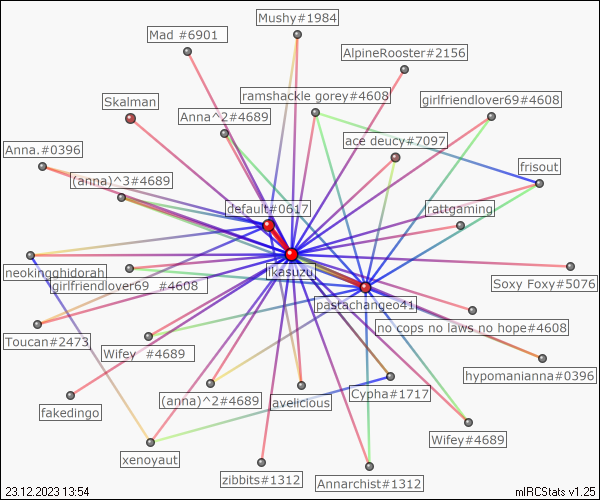 Mushy#1984
Mad #6901
AlpineRooster#2156
Skalman
ramshackle gorey#4608
girlfriendlover69#4608
Anna^2#4689
ace deucy#7097
Anna.#0396
frisout
(anna)^3#4689
default#0617
rattgaming
ikasuzu
neokingghidorah
girlfriendlover69_#4608
Soxy Foxy#5076
pastachangeo41
no cops no laws no hope#4608
Toucan#2473
Wifey_#4689
hypomanianna#0396
(anna)^2#4689
avelicious
Cypha#1717
fakedingo
Wifey#4689
xenoyaut
zibbits#1312
Annarchist#1312
23.12.2023 13:54
mIRCStats v1.25